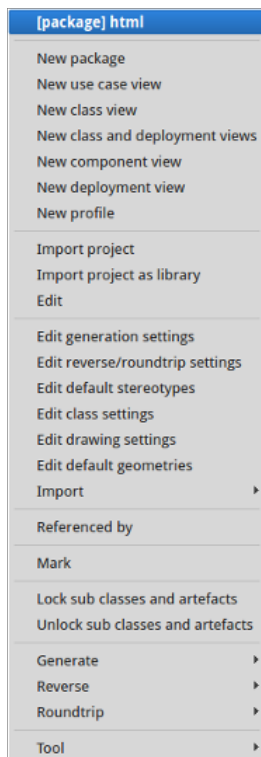 [package] html
New package
New use case view
New class view
New class and deployment views
New component view
New deployment view
New profile
Import project
Import project as library
Edit
Edit generation settings
Edit reverse/roundtrip settings
Edit default stereotypes
Edit class settings
Edit drawing settings
Edit default geometries
Import
Referenced by
Mark
Lock sub classes and artefacts
Unlock sub classes and artefacts
Generate
Reverse
Roundtrip
Tool